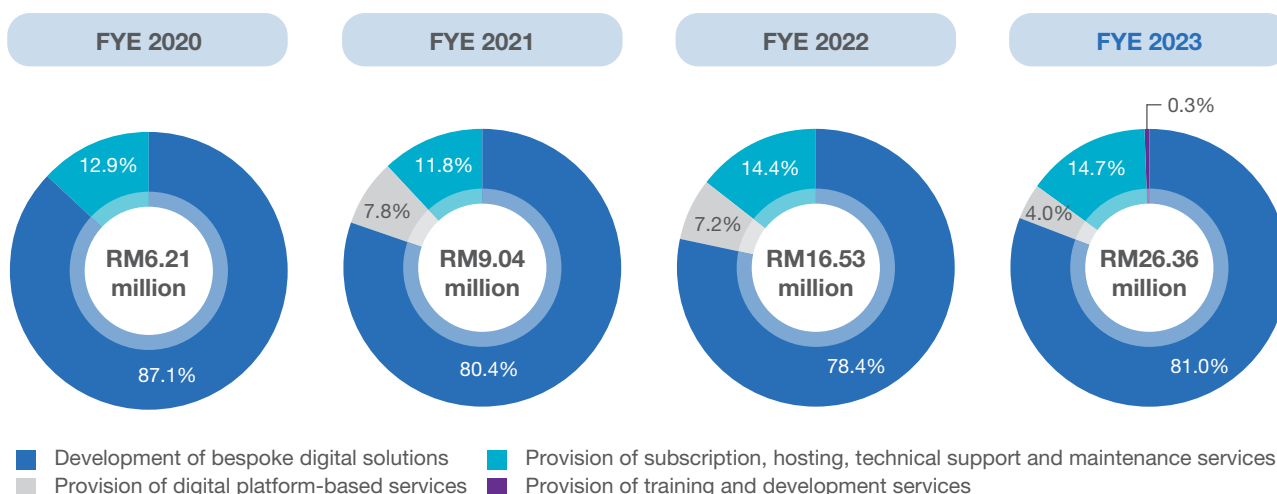 FYE 2020
FYE 2021
FYE 2022
FYE 2023
12.9%
RM6.21
million
87.1%
11.8%
7.8%
RM9.04
million
80.4%
14.4%
7.2%
RM16.53
million
78.4%
0.3%
14.7%
4.0%
RM26.36
million
81.0%
Development of bespoke digital solutions
Provision of subscription, hosting, technical support and maintenance services
Provision of digital platform-based services
Provision of training and development services